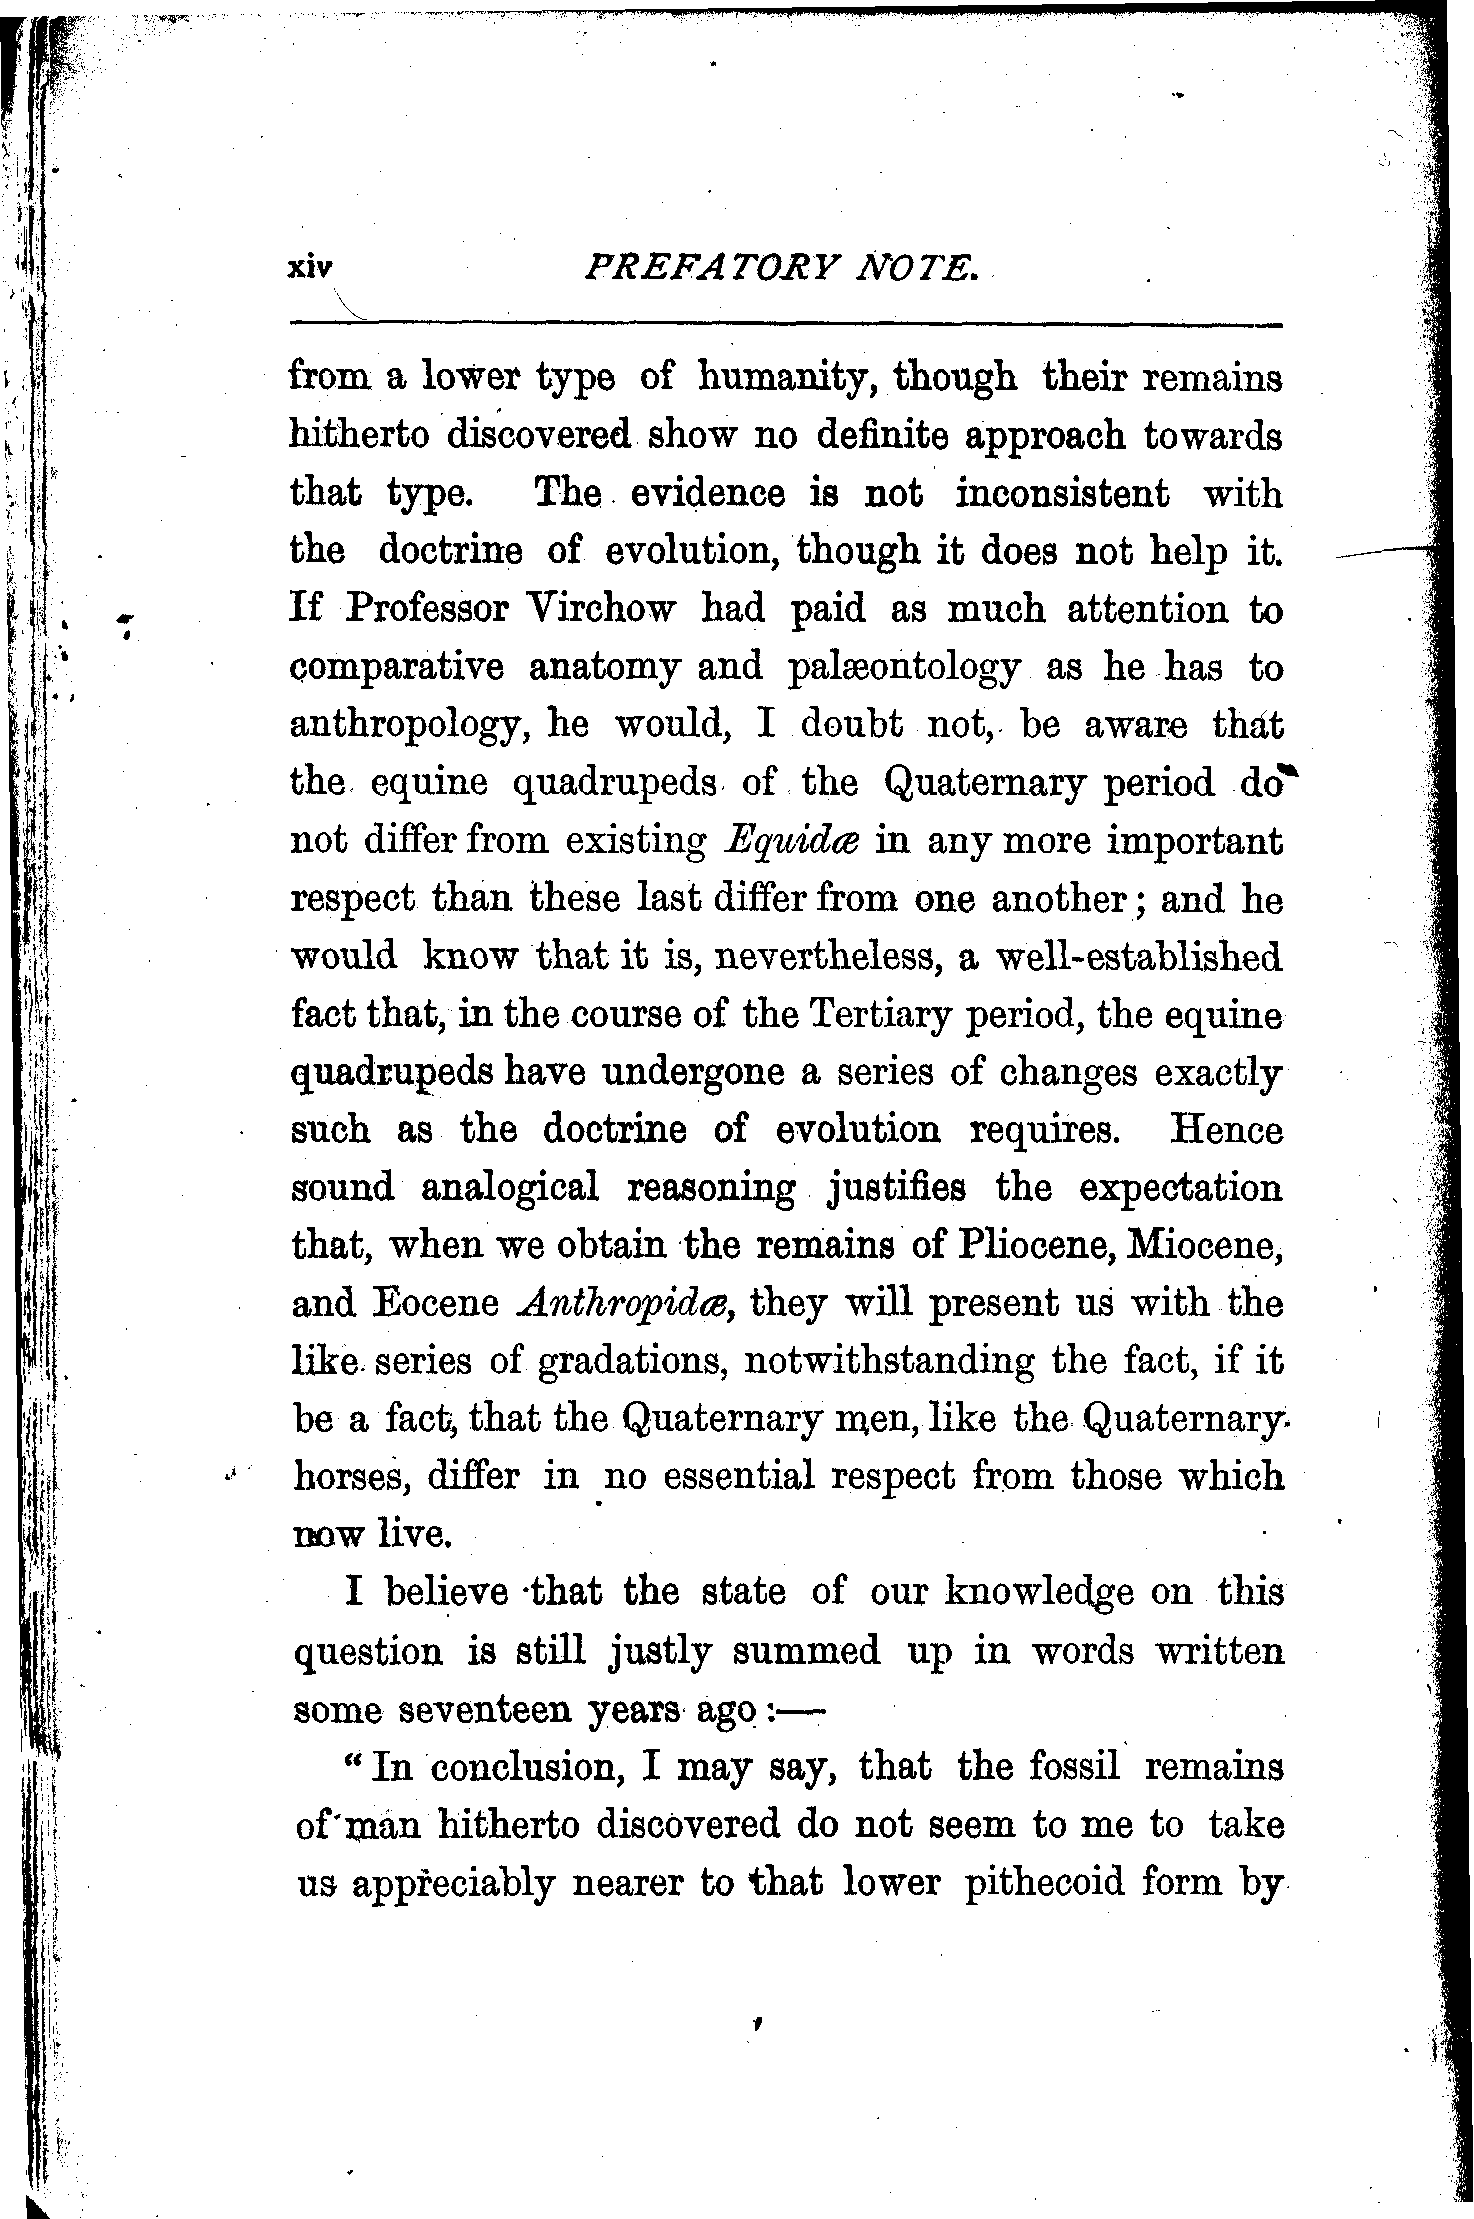 xiv PREFATORY NOTE.
from a lower type of humanity, though their remains
hitherto discovered show no definite approach towards
that type. The evidence is not inconsistent with
the doctrine of evolution, though it does not help it.
If Professor Virchow had paid as much attention to
comparative anatomy and palæontology as he has to
anthropology, he would, I doubt not, be aware that
the equine quadrupeds of the Quaternary period do
not differ from existing Equidæ in any more important
respect than these last differ from one another; and he
would know that it is, nevertheless, a well-established
fact that, in the course of the Tertiary period, the equine
quadrupeds have undergone a series of changes exactly
such as the doctrine of evolution requires. Hence
sound analogical reasoning justifies the expectation
that, when we obtain the remains of Pliocene, Miocene,
and Eocene Anthropidæ, they will present us with the
like series of gradations, notwithstanding the fact, if it
be a fact, that the Quaternary men, like the Quaternary
horses, differ in no essential respect from those which
now live.
I believe that the state of our knowledge on this
question is still justly summed up in words written
some seventeen years ago:—
“In conclusion, I may say, that the fossil remains
of man hitherto discovered do not seem to me to take
us appreciably nearer to that lower pithecoid form by